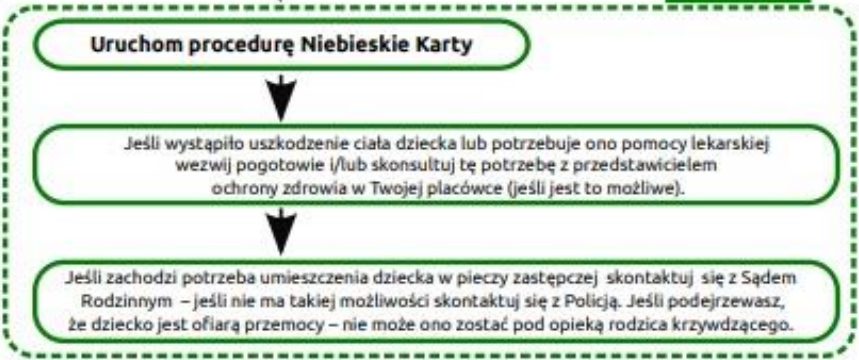 Uruchom procedurę Niebieskie Karty
Jeśli wystąpiło uszkodzenie ciała dziecka lub potrzebuje ono pomocy lekarskiej
wezwij pogotowie i/lub skonsultuj tę potrzebę z przedstawicielem
ochrony zdrowia w Twojej placówce (jeśli jest to możliwe).
Jeśli zachodzi potrzeba umieszczenia dziecka w pieczy zastępczej skontaktuj się z Sądem
Rodzinnym – jeśli nie ma takiej możliwości skontaktuj się z Policją. Jeśli podejrzewasz,
że dziecko jest ofiarą przemocy – nie może ono zostać pod opieką rodzica krzywdzącego.